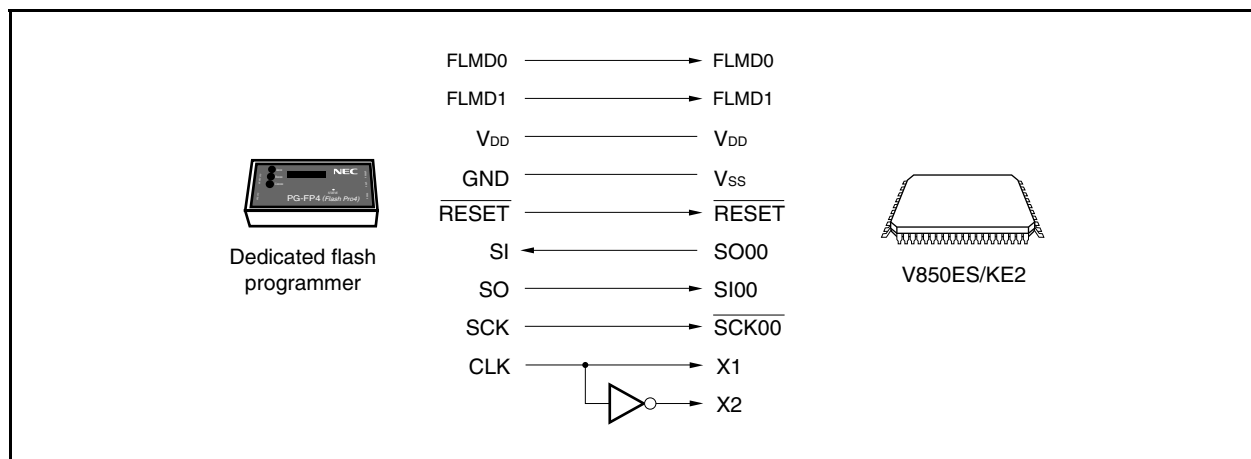 FLMD0 FLMD0
FLMD1 FLMD1
VDD VDD
GND VSS
RESET RESET
SI SO00
SO SI00
SCK SCK00
CLK X1
X2
NEC
PG-FP4 (Flash Pro4)
Dedicated flash
programmer
V850ES/KE2